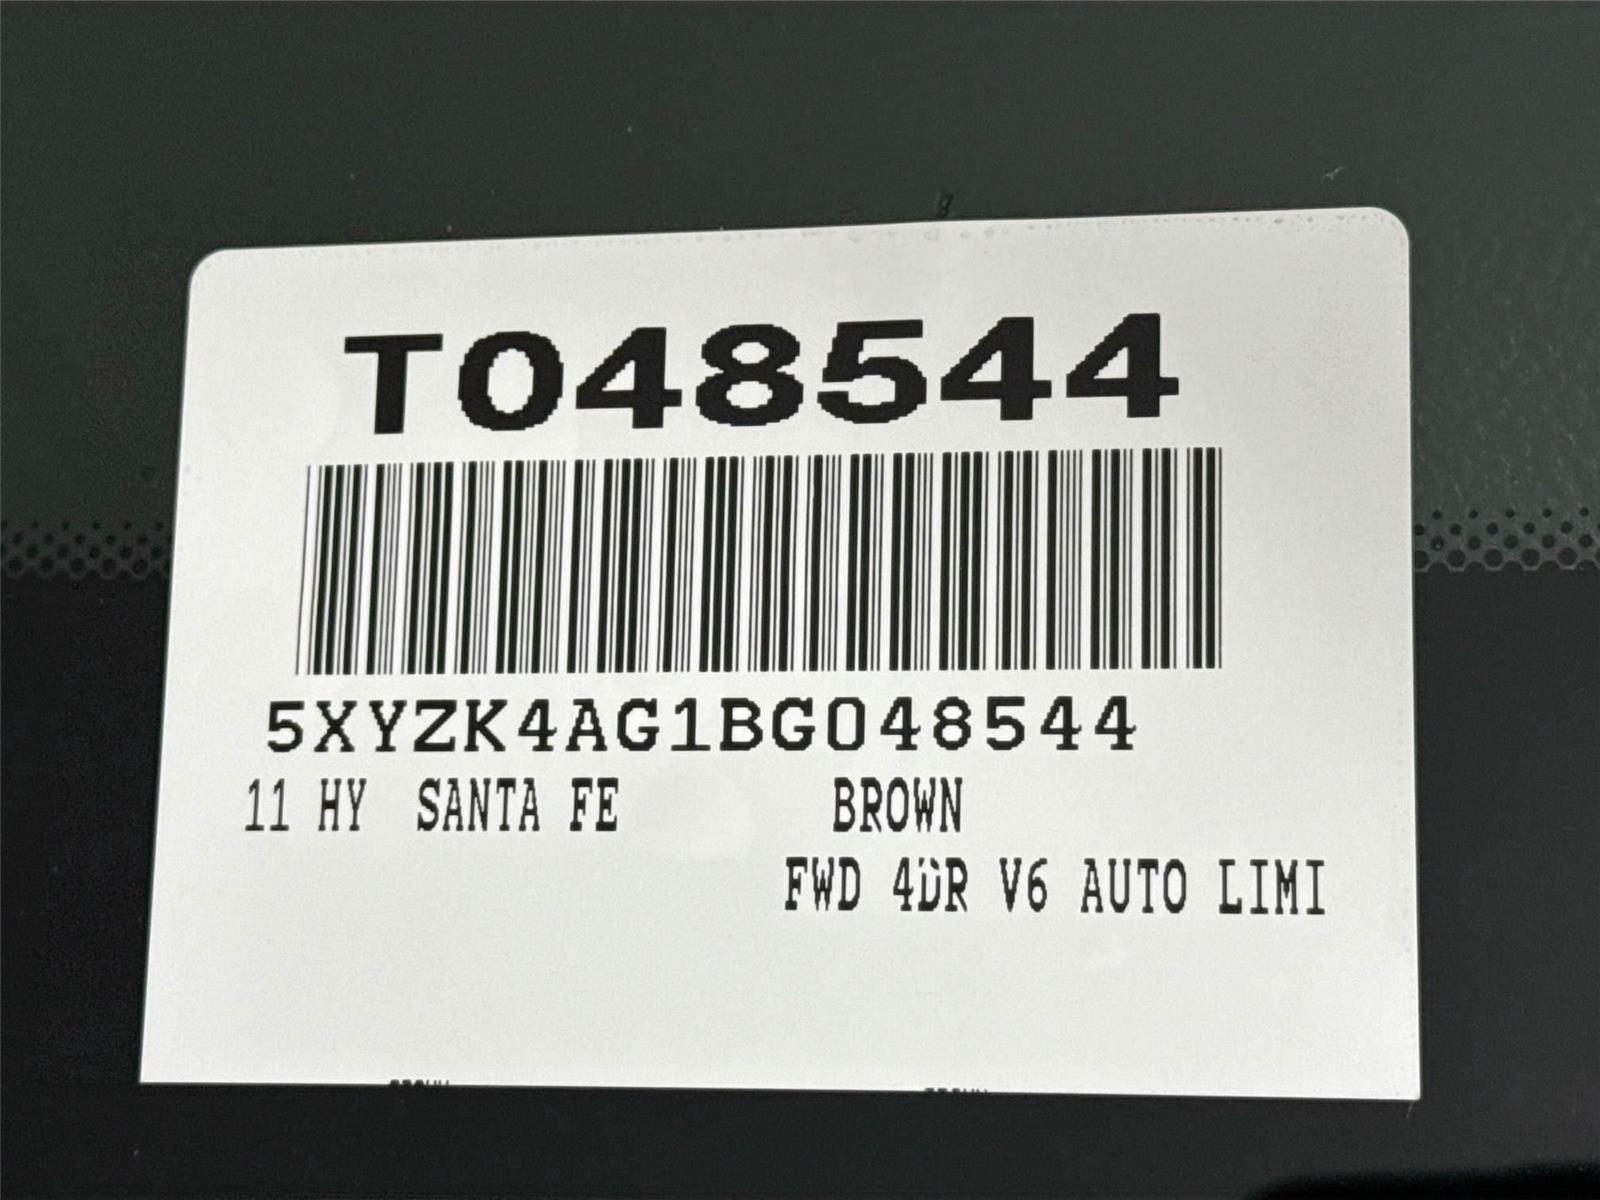 T048544
5XYZK4AG1BG048544
11 HY SANTA FE BROWN
FWD 4DR V6 AUTO LIMI